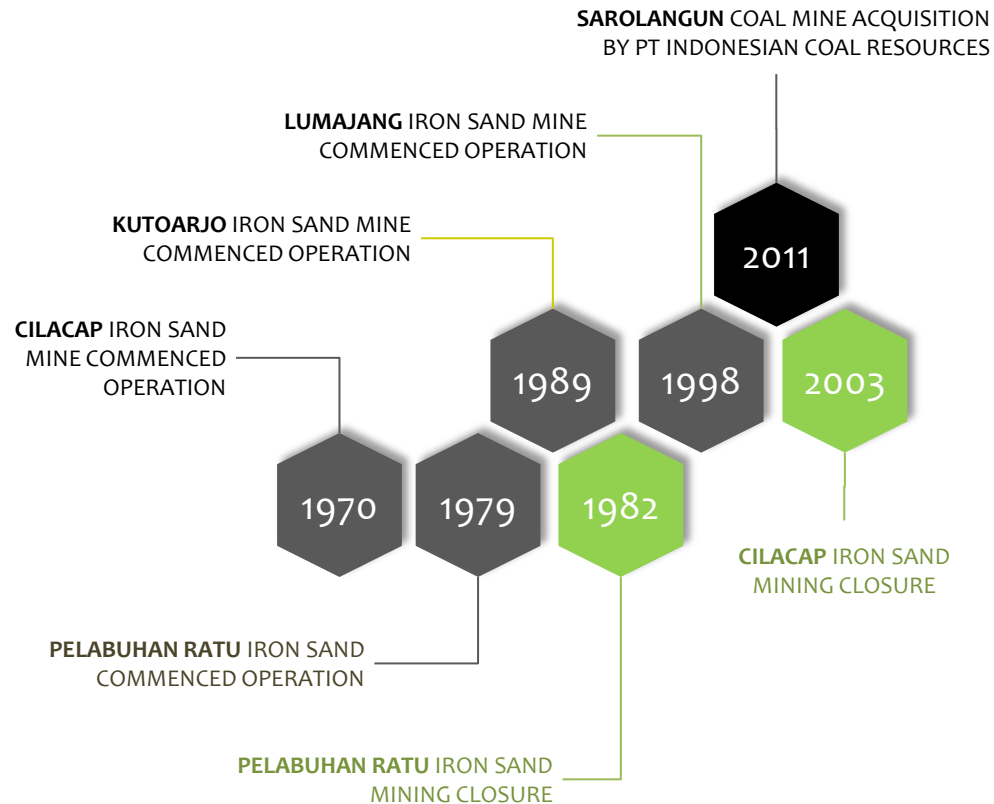 SAROLANGUN COAL MINE ACQUISITION
BY PT INDONESIAN COAL RESOURCES
LUMAJANG IRON SAND MINE
COMMENCED OPERATION
KUTOARJO IRON SAND MINE
COMMENCED OPERATION
2011
CILACAP IRON SAND
MINE COMMENCED
OPERATION
1989
1998
2003
1970
1979
1982
CILACAP IRON SAND
MINING CLOSURE
PELABUHAN RATU IRON SAND
COMMENCED OPERATION
PELABUHAN RATU IRON SAND
MINING CLOSURE